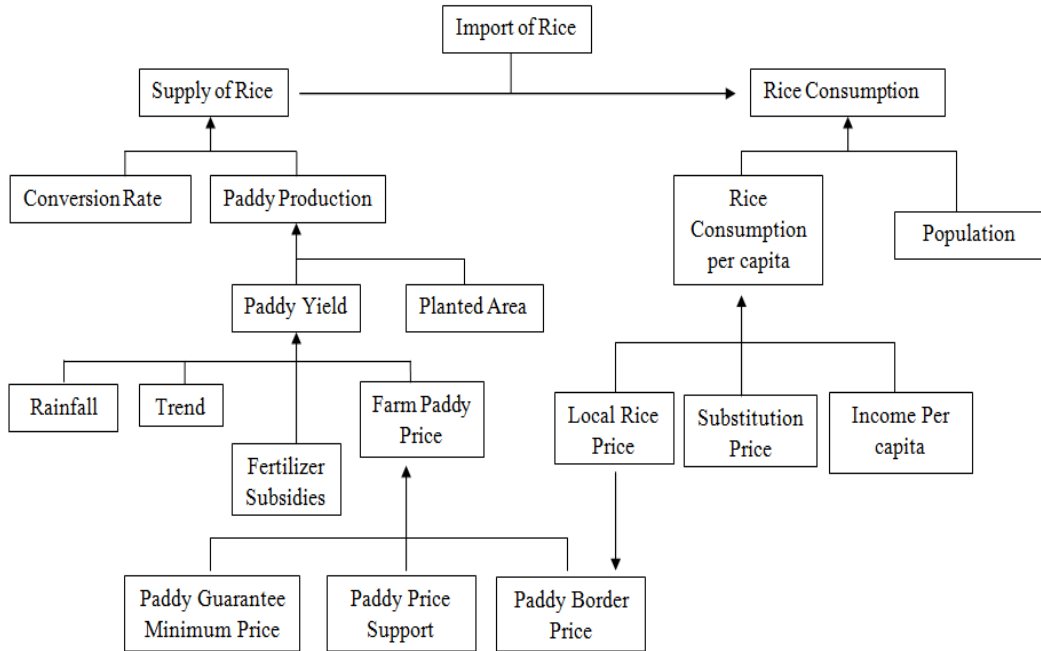 Import of Rice
Supply of Rice
Rice Consumption
Conversion Rate
Paddy Production
Rice
Consumption
per capita
Population
Paddy Yield
Planted Area
Rainfall
Trend
Farm Paddy
Price
Local Rice
Price
Substitution
Price
Income Per
capita
Fertilizer
Subsidies
Paddy Guarantee
Minimum Price
Paddy Price
Support
Paddy Border
Price